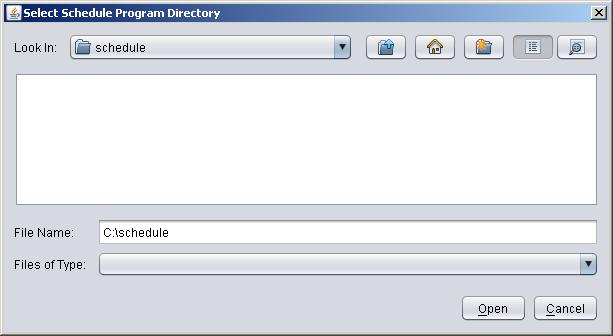 Select Schedule Program Directory
Look In: schedule
File Name: C:\schedule
Files of Type:
Open Cancel